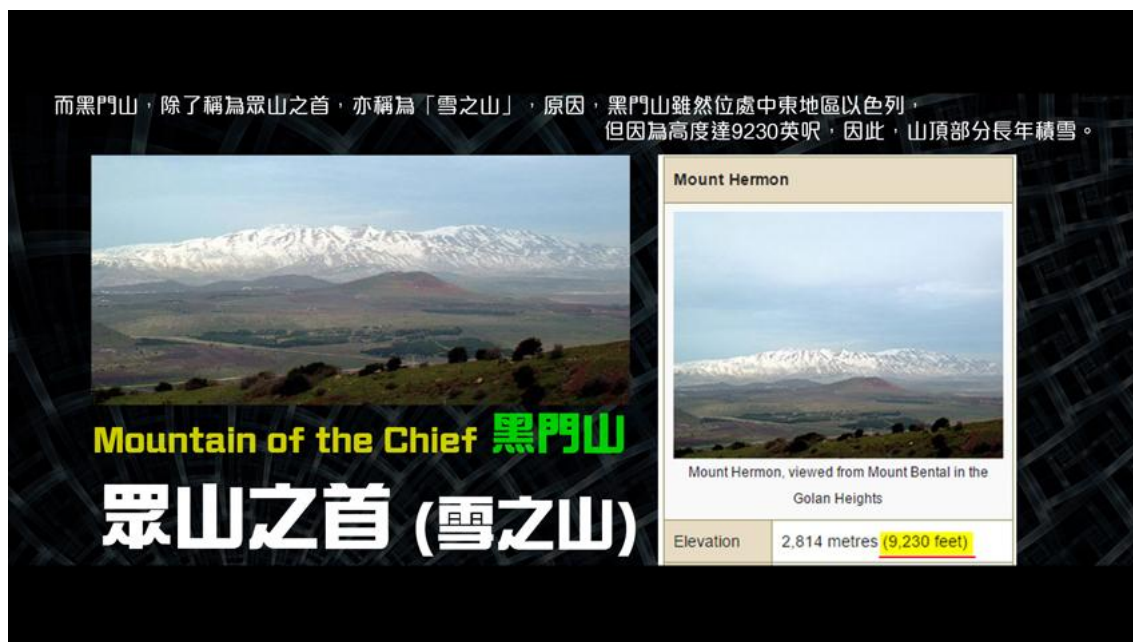 而黑門山，除了稱為眾山之首，亦稱為「雪之山」，原因，黑門山雖然位處中東地區以色列，
但因為高度達9230英呎，因此，山頂部分長年積雪。
Mountain of the Chief 黑門山
眾山之首 (雪之山)
Mount Hermon
Mount Hermon, viewed from Mount Bental in the
Golan Heights
Elevation 2,814 metres (9,230 feet)